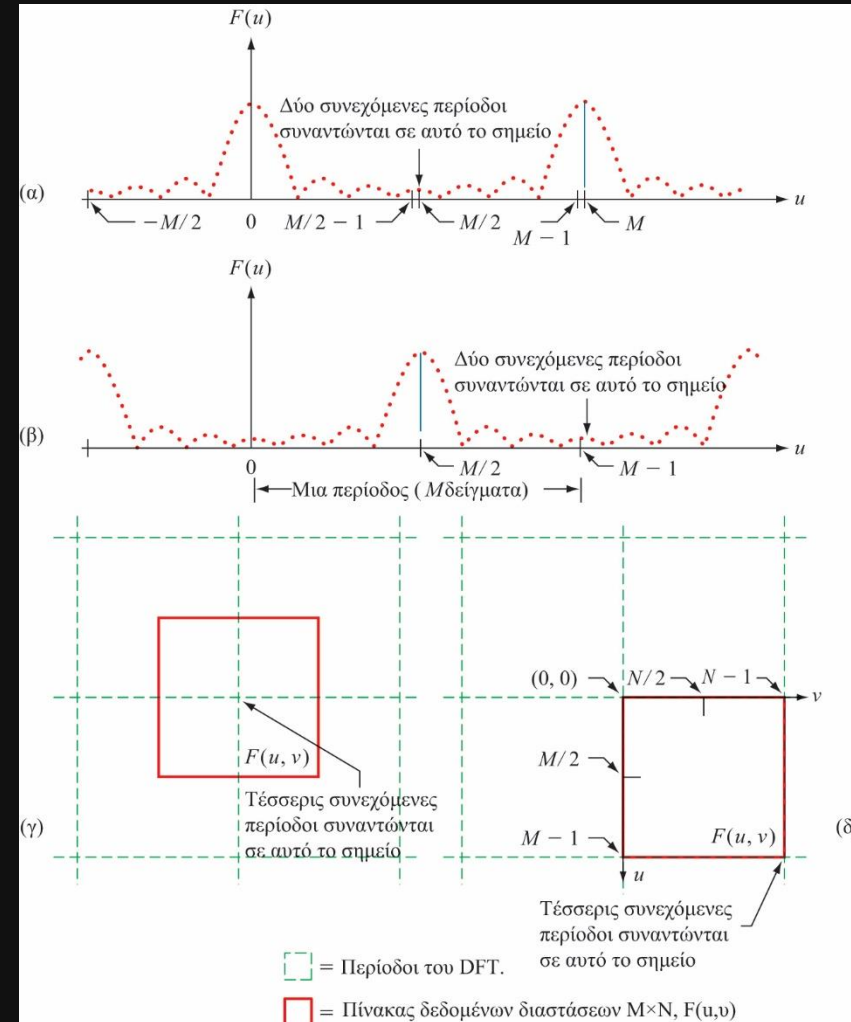 F(u)
Δύο συνεχόμενες περίοδοι
συναντώνται σε αυτό το σημείο
(α)
−M/2
0
M/2 − 1
M/2
M − 1
M
u
F(u)
Δύο συνεχόμενες περίοδοι
συναντώνται σε αυτό το σημείο
(β)
0
M/2
M − 1
u
Μια περίοδος ( Mδείγματα)
(0, 0)
N/2
N − 1
v
F(u, v)
M/2
Τέσσερις συνεχόμενες
περίοδοι συναντώνται
σε αυτό το σημείο
(γ)
M − 1
F(u, v)
(δ
u
Τέσσερις συνεχόμενες
περίοδοι συναντώνται
σε αυτό το σημείο
= Περίοδοι του DFT.
= Πίνακας δεδομένων διαστάσεων M×N, F(u,υ)